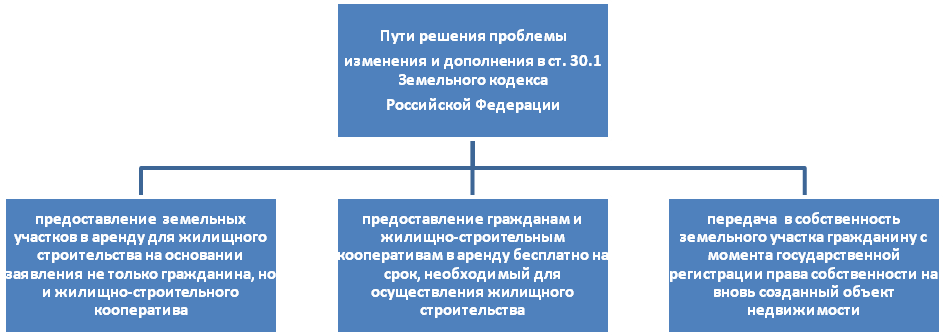 Пути решения проблемы
изменения и дополнения в ст. 30.1
Земельного кодекса
Российской Федерации
предоставление земельных
участков в аренду для жилищного
строительства на основании
заявления не только гражданина, но
и жилищно-строительного
кооператива
предоставление гражданам и
жилищно-строительным
кооперативам в аренду бесплатно на
срок, необходимый для
осуществления жилищного
строительства
передача в собственность
земельного участка гражданину с
момента государственной
регистрации права собственности на
вновь созданный объект
недвижимости